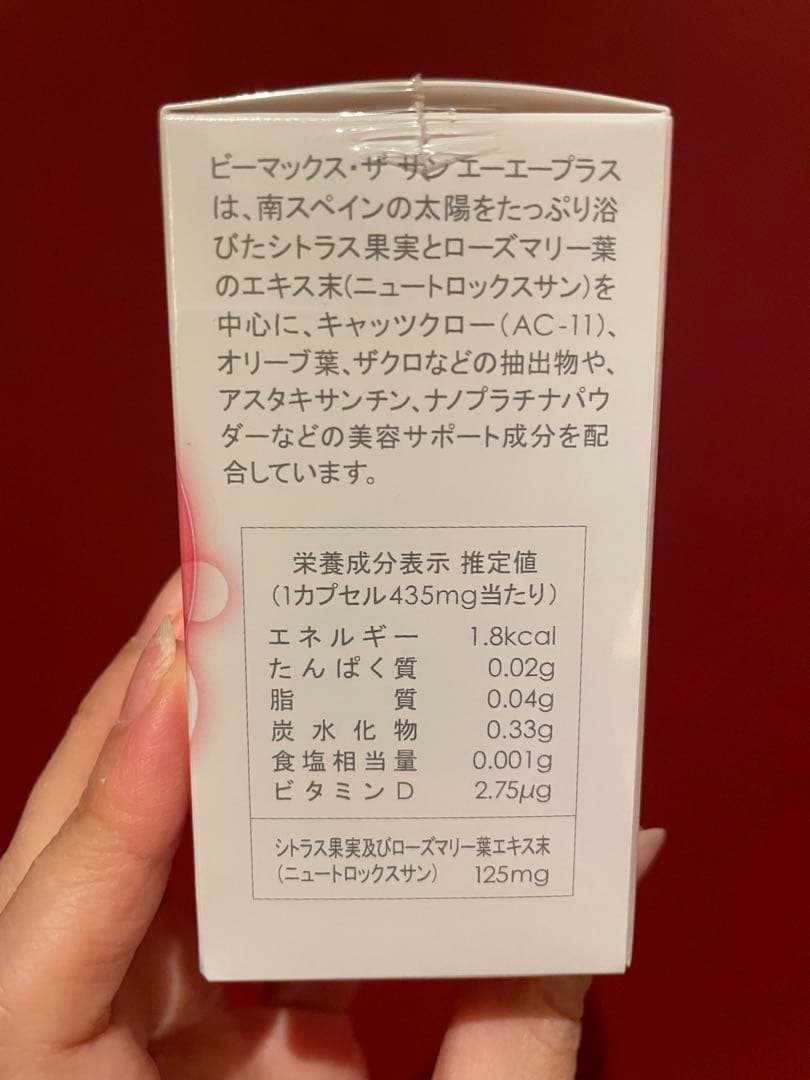 ビーマックス・ザ サン エーエープラス
は、南スペインの太陽をたっぷり浴
びたシトラス果実とローズマリー葉
のエキス末(ニュートロックスサン)を
中心に、キャッツクロー(AC-11)、
オリーブ葉、ザクロなどの抽出物や、
アスタキサンチン、ナノプラチナパウ
ダーなどの美容サポート成分を配
合しています。
栄養成分表示 推定値
(1カプセル435mg当たり)
エネルギー 1.8kcal
たんぱく質 0.02g
脂質 0.04g
炭水化物 0.33g
食塩相当量 0.001g
ビタミンD 2.75μg
シトラス果実及びローズマリー葉エキス末
(ニュートロックスサン) 125mg